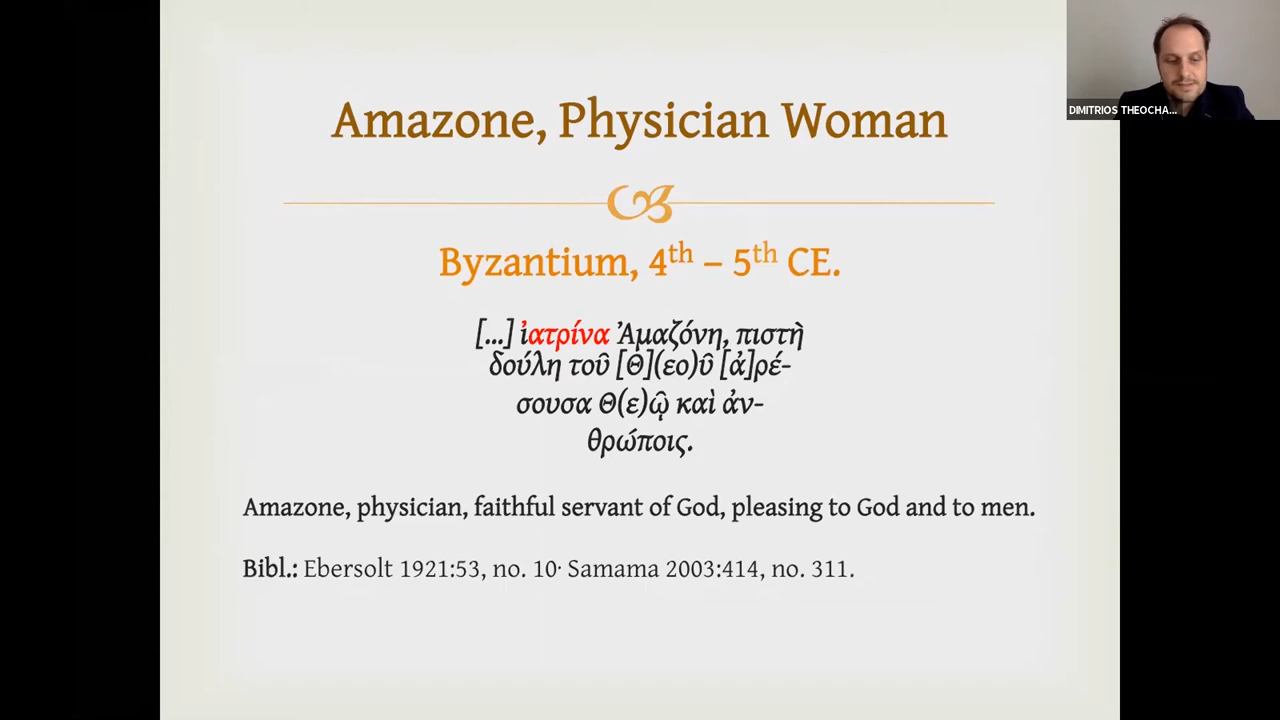 Amazone, Physician Woman
DIMITRIOS THEOCHA...
Byzantium, 4th – 5th CE.
[...] ἰατρίνα Ἀμαζόνη, πιστὴ
δούλη τοῦ [Θ](εο)ῦ [ἀ]ρέ-
σουσα Θ(ε)ῷ καὶ ἀν-
θρώποις.
Amazone, physician, faithful servant of God, pleasing to God and to men.
Bibl.: Ebersolt 1921:53, no. 10· Samama 2003:414, no. 311.